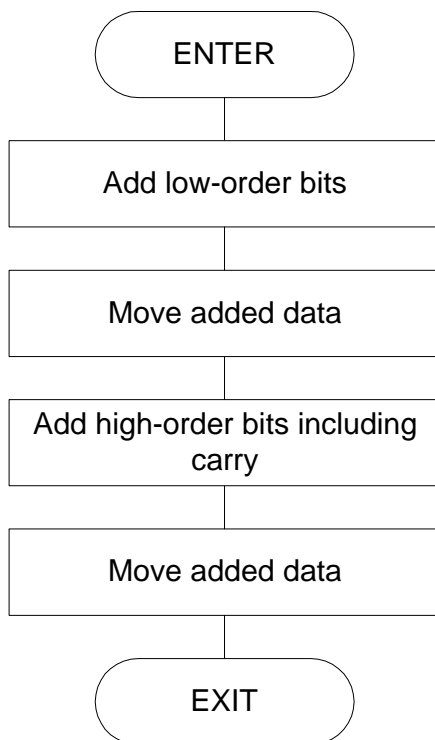 ENTER
Add low-order bits
Move added data
Add high-order bits including
carry
Move added data
EXIT